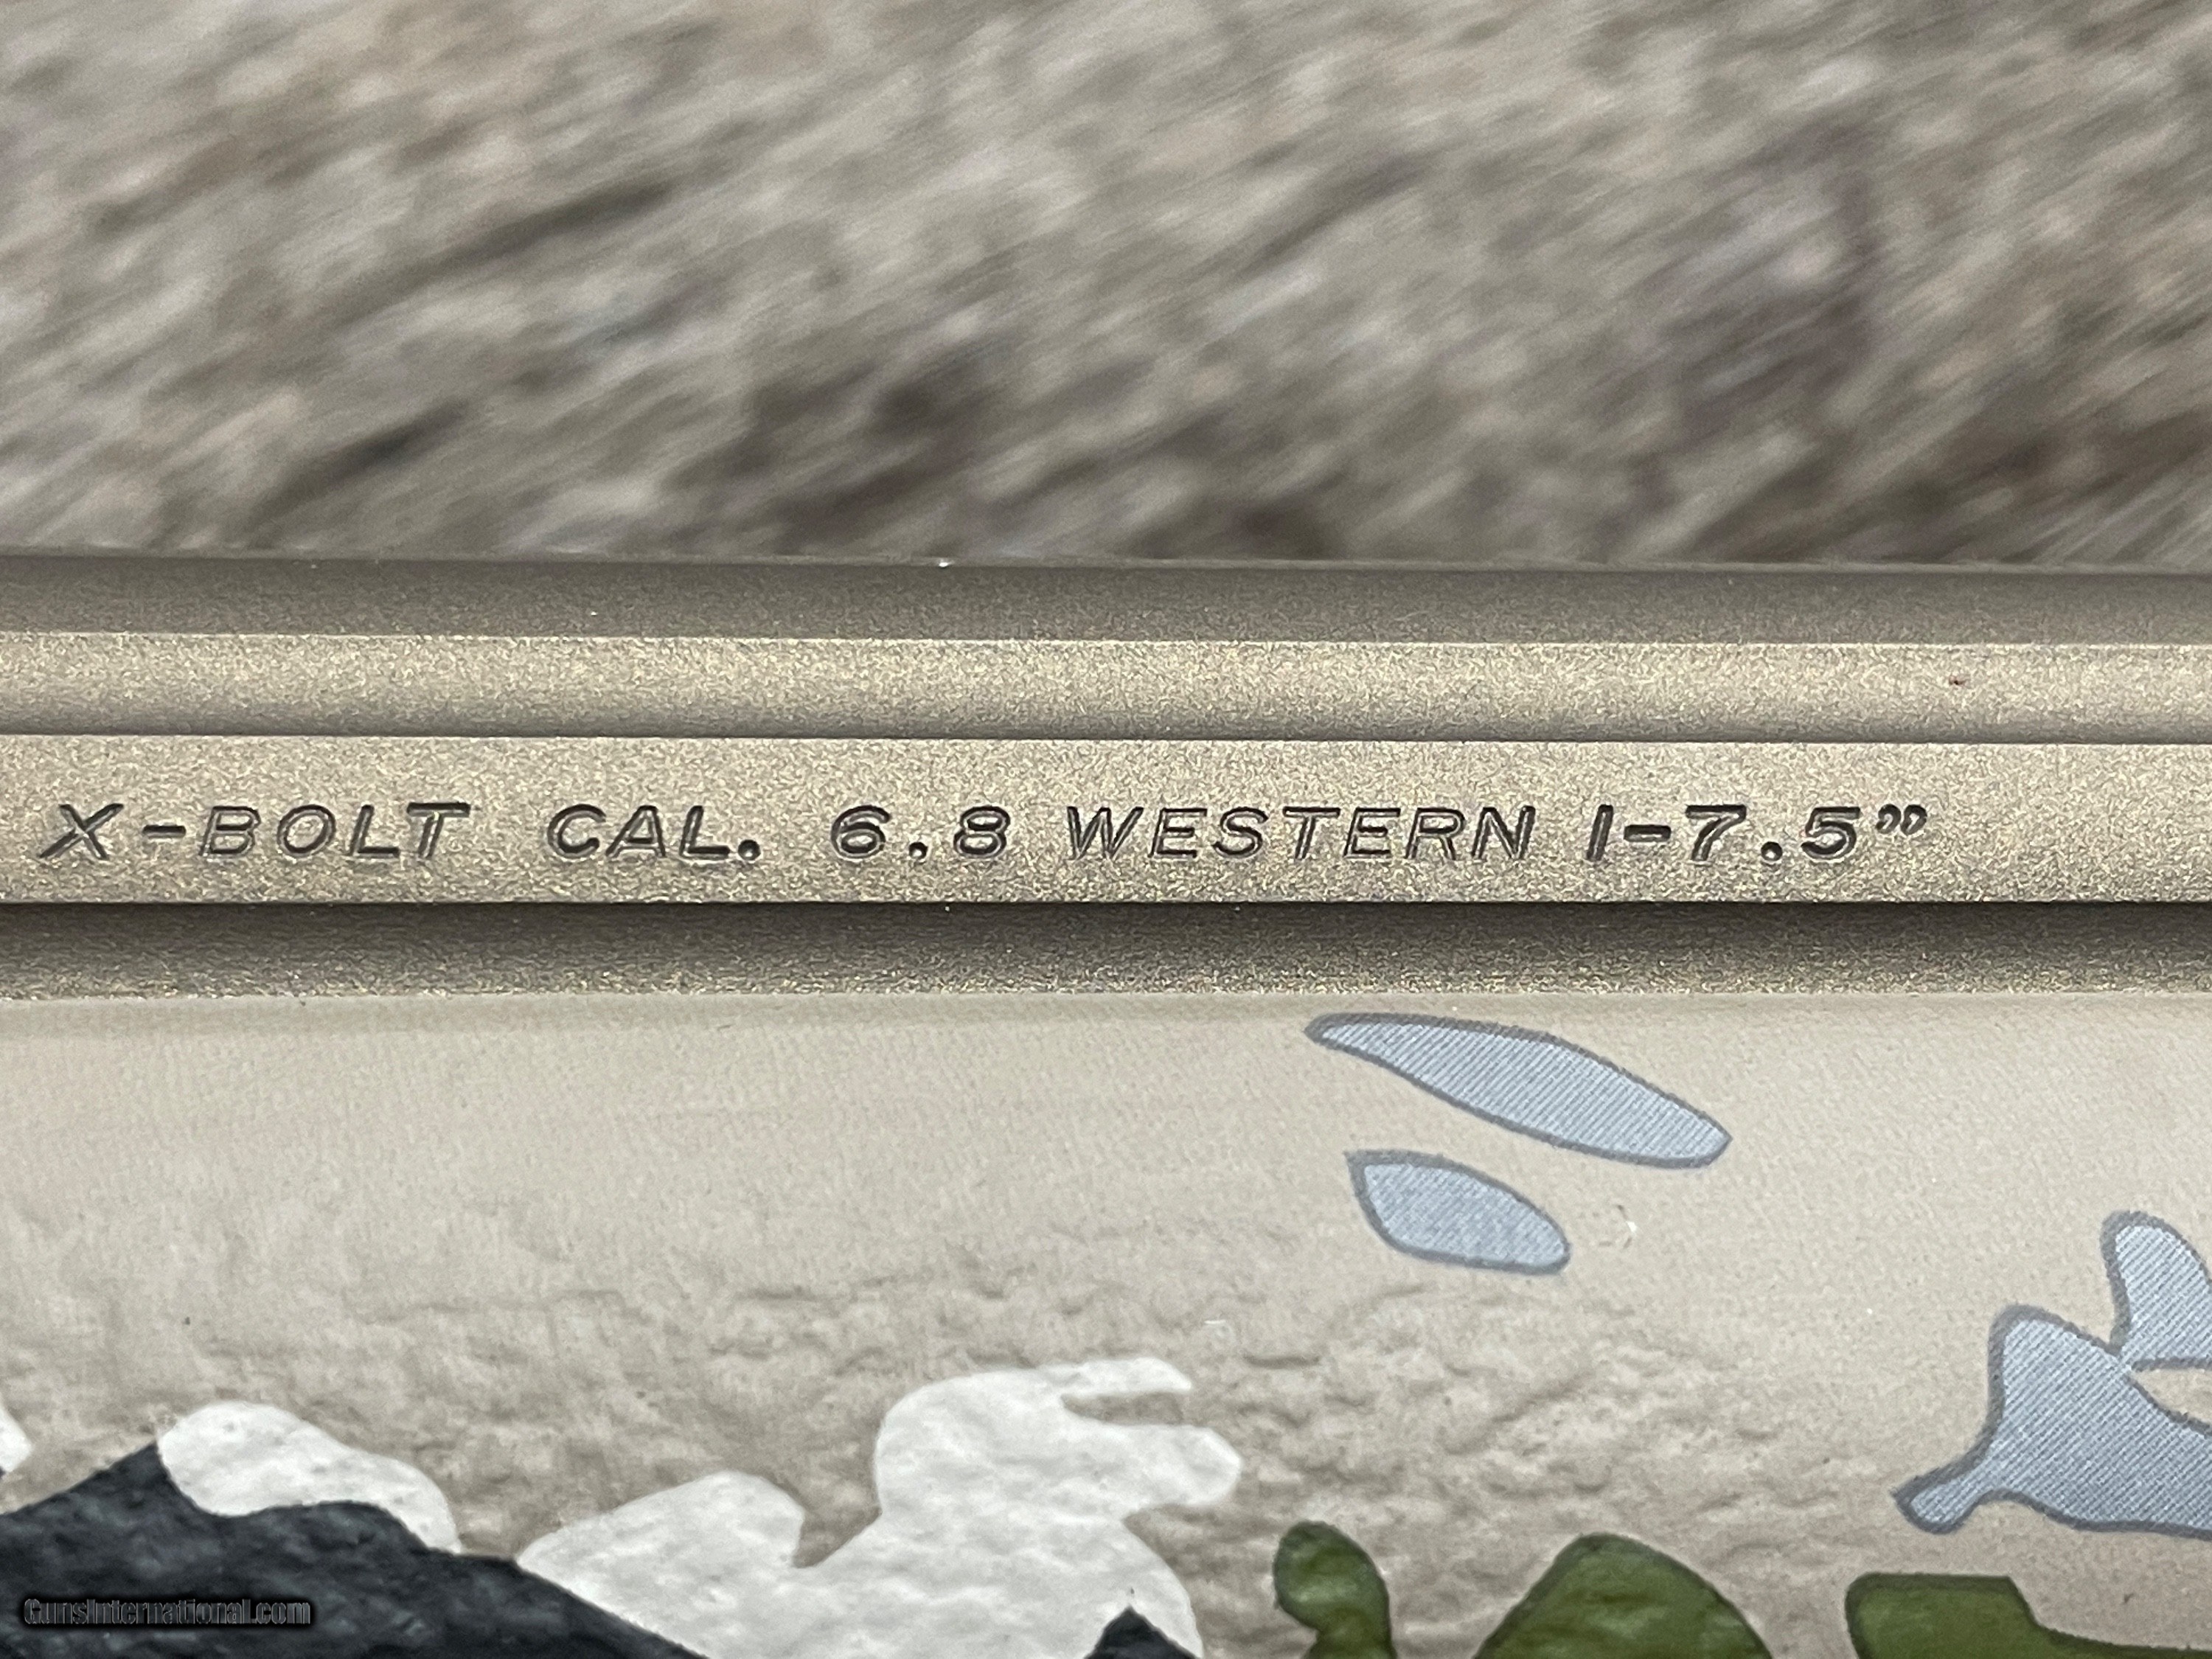 X-BOLT CAL. 6.8 WESTERN 1-7.5”
GunsInternational.com